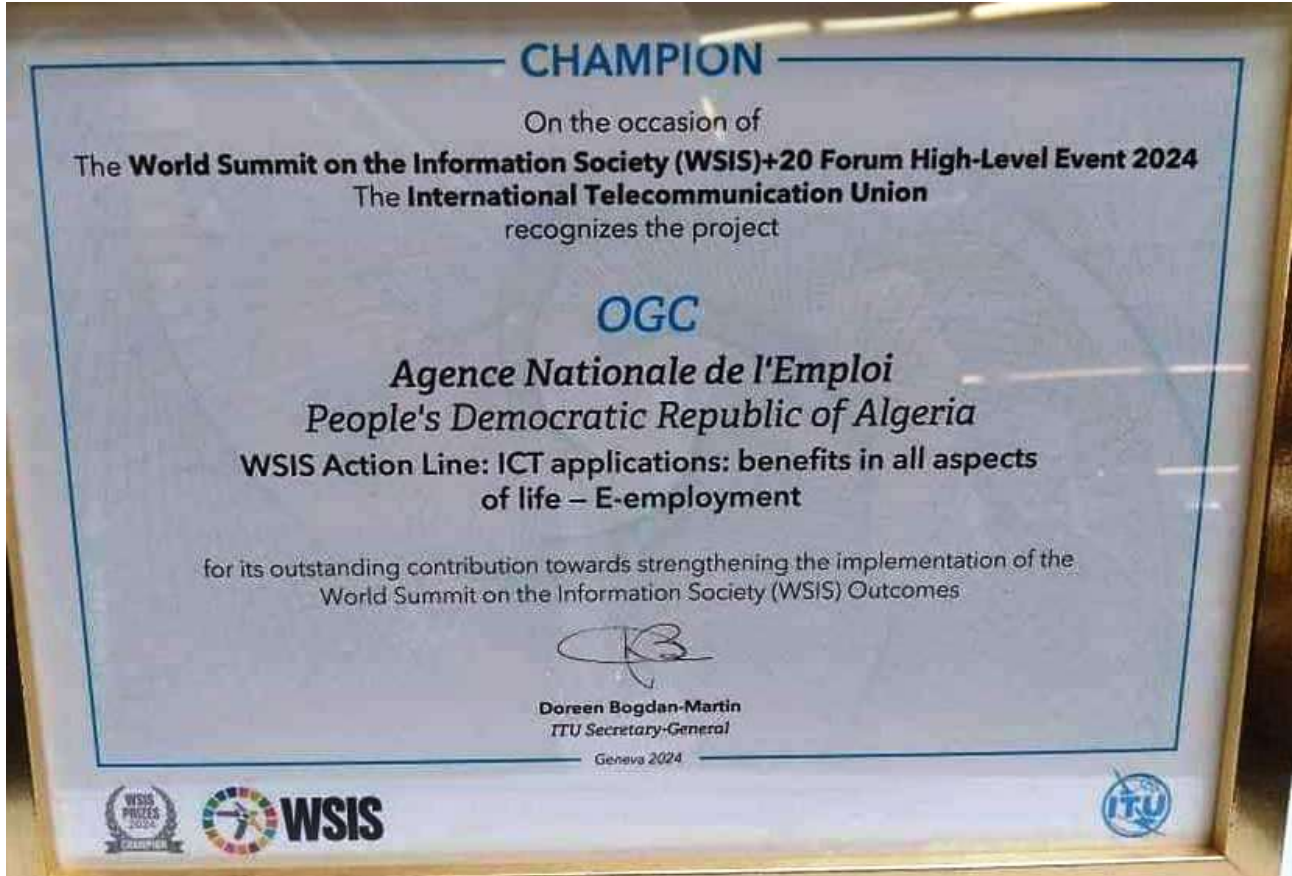 CHAMPION
On the occasion of
The World Summit on the Information Society (WSIS)+20 Forum High-Level Event 2024
The International Telecommunication Union
recognizes the project
OGC
Agence Nationale de l'Emploi
People's Democratic Republic of Algeria
WSIS Action Line: ICT applications: benefits in all aspects
of life – E-employment
for its outstanding contribution towards strengthening the implementation of the
World Summit on the Information Society (WSIS) Outcomes
Doreen Bogdan-Martin
ITU Secretary-General
Geneva 2024
WSIS
PRIZES
2024
CHAMPION
WSIS
ITU